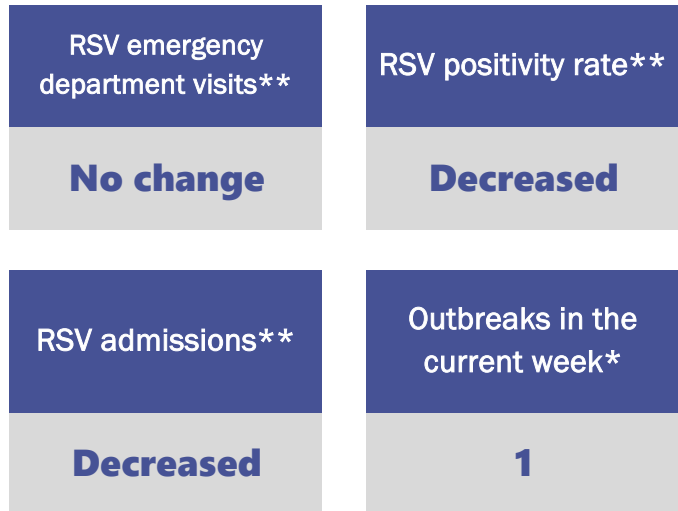 RSV emergency
department visits**
No change
RSV positivity rate**
Decreased
RSV admissions**
Decreased
Outbreaks in the
current week*
1